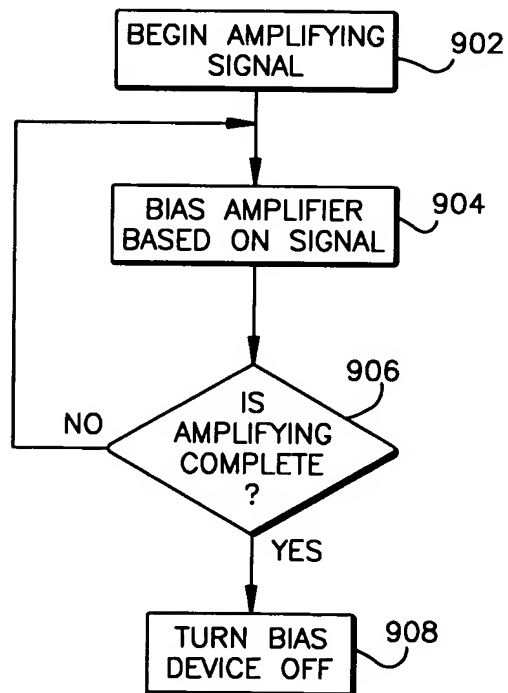 BEGIN AMPLIFYING
SIGNAL
902
BIAS AMPLIFIER
BASED ON SIGNAL
904
906
IS
AMPLIFYING
COMPLETE
?
NO
YES
TURN BIAS
DEVICE OFF
908